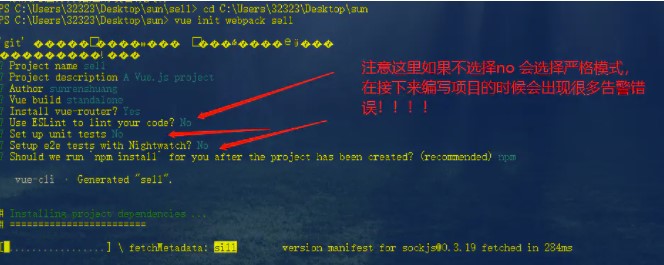 PS C:\Users\32323\Desktop\sun\sell> cd C:\Users\32323\Desktop\sun
PS C:\Users\32323\Desktop\sun> vue init webpack sell
'git'
? Project name sell
? Project description A Vue.js project
? Author sunrenshuang
? Vue build standalone
? Install vue-router? Yes
? Use ESLint to lint your code? No
? Set up unit tests No
? Setup e2e tests with Nightwatch? No
? Should we run `npm install` for you after the project has been created? (recommended) npm
vue-cli · Generated "sell".
# Installing project dependencies ...
# ========================
[ ..................] \ fetchMetadata: sill version manifest for sockjs@0.3.19 fetched in 284ms
注意这里如果不选择no 会选择严格模式,
在接下来编写项目的时候会出现很多告警错
误!!!!